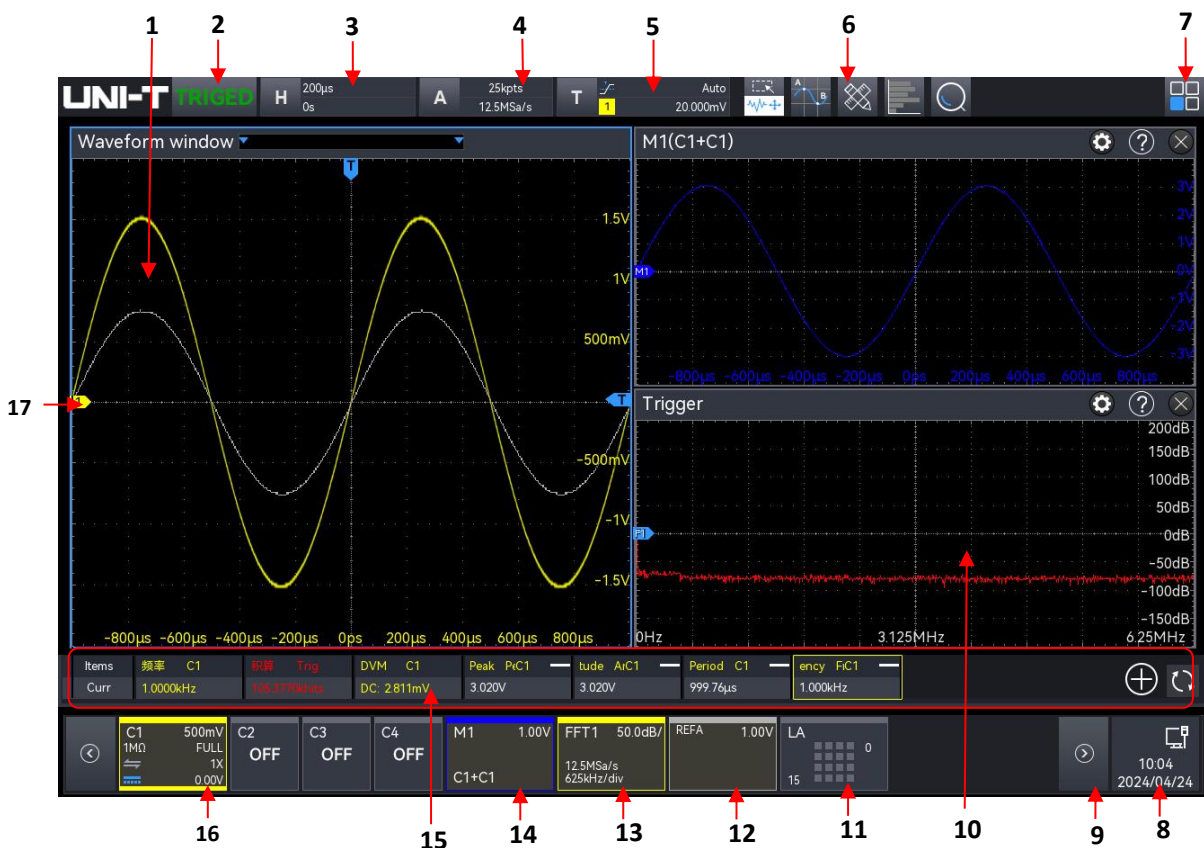 1 2 3 4 5 6 7
UNI-T TRIGED H 200μs A 25kpts T Auto
0s 12.5MSa/s 1 20.000mV
A B
Waveform window
T
1.5V
1V
500mV
T
-500mV
-1V
-1.5V
-800μs -600μs -400μs -200μs 0ps 200μs 400μs 600μs 800μs
17
M1(C1+C1)
3V
2V
1V
M1 0V
-1V
-2V
-3V
-800μs -600μs -400μs -200μs 0ps 200μs 400μs 600μs 800μs
Trigger
200dB
150dB
100dB
50dB
0dB
-50dB
-100dB
-150dB
0Hz 3.125MHz 6.25MHz
Items 频率 C1 积算 Trig DVM C1 Peak PκC1 tude AıC1 Period C1 ency FıC1
Curr 1.0000kHz DC: 2.811mV 3.020V 3.020V 999.76μs 1.000kHz
C1 500mV
1MΩ FULL
1X
0.00V
C2
OFF
C3
OFF
C4
OFF
M1 1.00V
C1+C1
FFT1 50.0dB/
12.5MSa/s
625kHz/div
REFA 1.00V
LA
0
15
10:04
2024/04/24
16 15 14 13 12 11 10 9 8